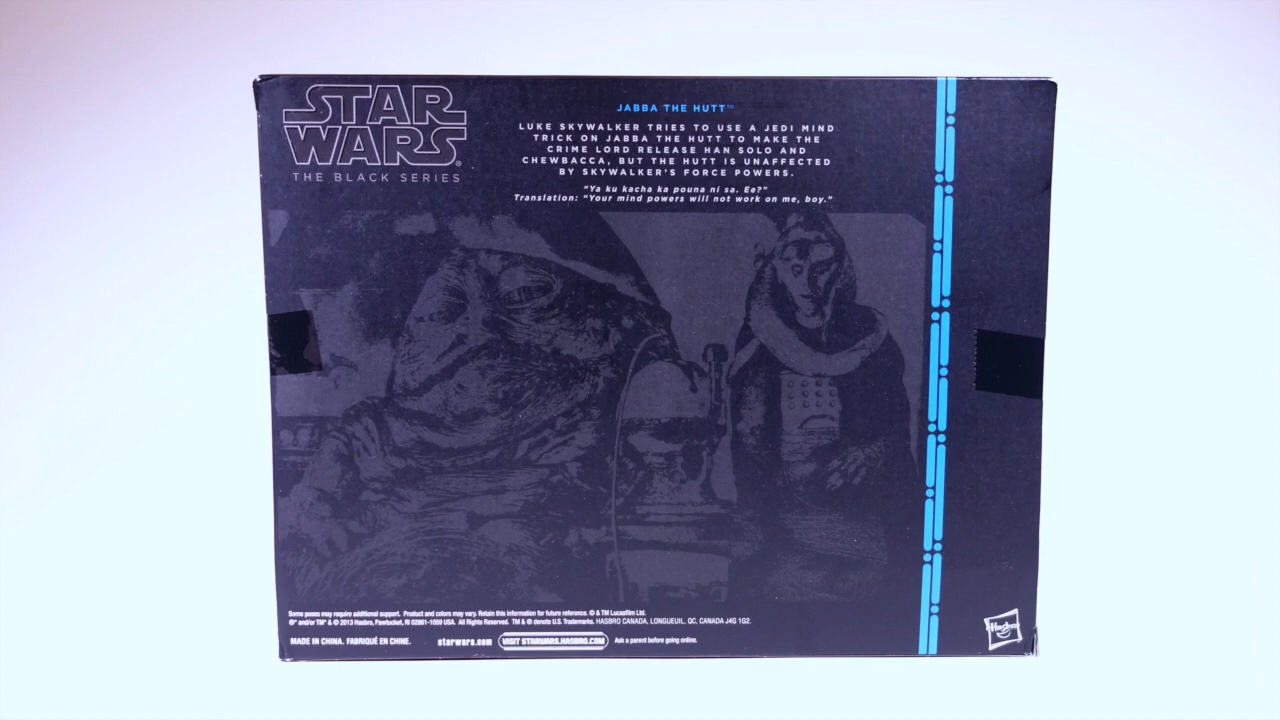 STAR
WARS®
THE BLACK SERIES
JABBA THE HUTT™
LUKE SKYWALKER TRIES TO USE A JEDI MIND
TRICK ON JABBA THE HUTT TO MAKE THE
CRIME LORD RELEASE HAN SOLO AND
CHEWBACCA, BUT THE HUTT IS UNAFFECTED
BY SKYWALKER'S FORCE POWERS.
"Ya ku kacha ka pouna ni sa. Ee?"
Translation: "Your mind powers will not work on me, boy."
Some poses may require additional support. Product and colors may vary. Retain this information for future reference. © & TM Lucasfilm Ltd.
®* and/or TM* & © 2013 Hasbro, Pawtucket, RI 02861-1059 USA. All Rights Reserved. TM & ® denote U.S. Trademarks. HASBRO CANADA, LONGUEUIL, QC, CANADA J4G 1G2.
MADE IN CHINA. FABRIQUÉ EN CHINE. starwars.com VISIT STARWARS.HASBRO.COM Ask a parent before going online.
Hasbro